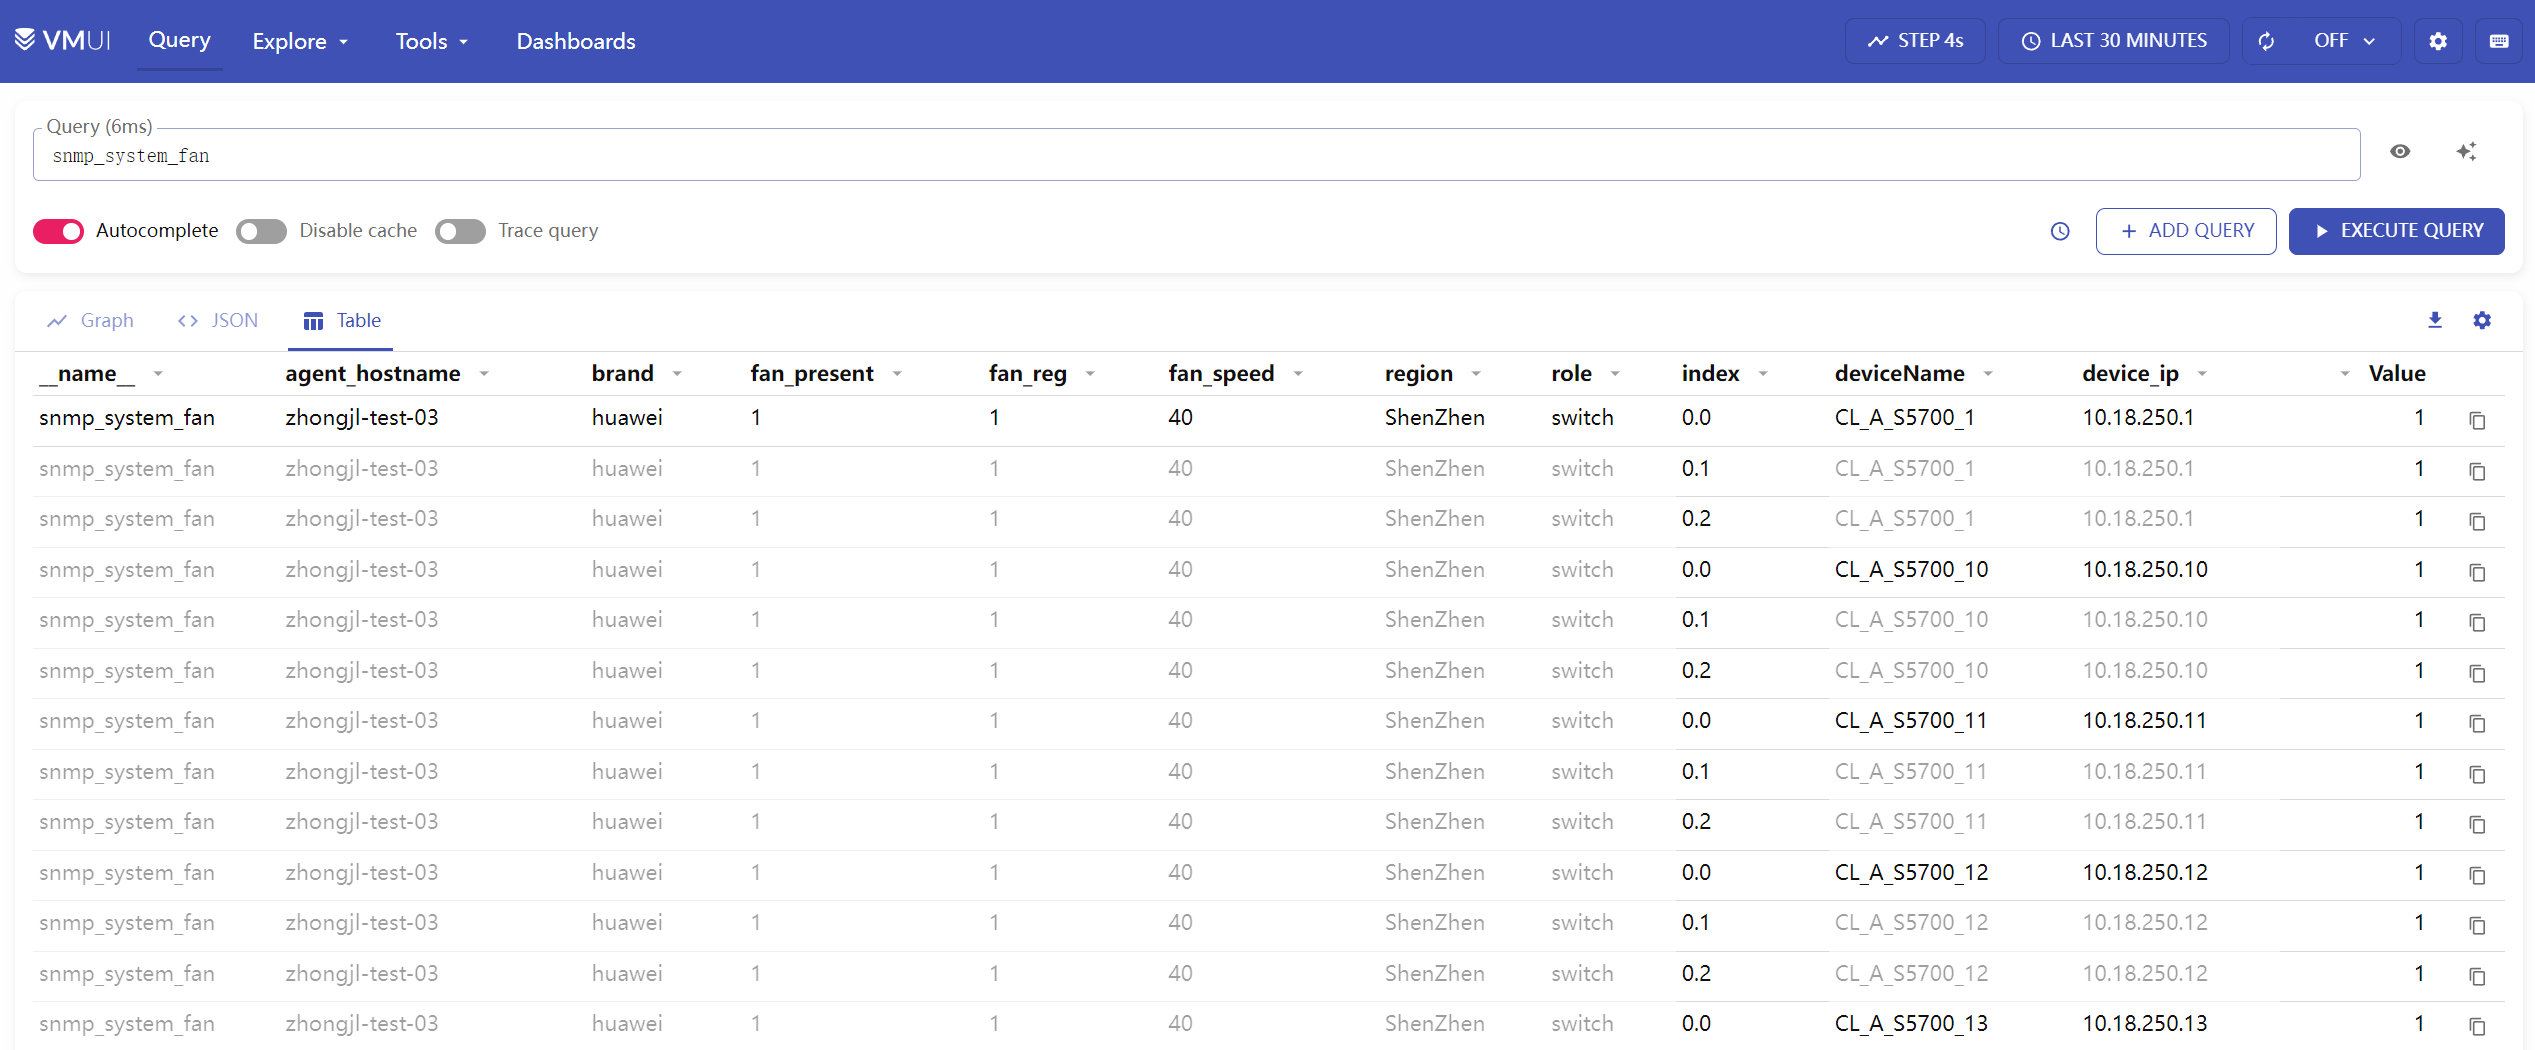 VMUI Query Explore Tools Dashboards STEP 4s LAST 30 MINUTES OFF
Query (6ms)
snmp_system_fan
Autocomplete Disable cache Trace query ADD QUERY EXECUTE QUERY
Graph JSON Table
__name__ agent_hostname brand fan_present fan_reg fan_speed region role index deviceName device_ip Value
snmp_system_fan zhongjl-test-03 huawei 1 1 40 ShenZhen switch 0.0 CL_A_S5700_1 10.18.250.1 1
snmp_system_fan zhongjl-test-03 huawei 1 1 40 ShenZhen switch 0.1 CL_A_S5700_1 10.18.250.1 1
snmp_system_fan zhongjl-test-03 huawei 1 1 40 ShenZhen switch 0.2 CL_A_S5700_1 10.18.250.1 1
snmp_system_fan zhongjl-test-03 huawei 1 1 40 ShenZhen switch 0.0 CL_A_S5700_10 10.18.250.10 1
snmp_system_fan zhongjl-test-03 huawei 1 1 40 ShenZhen switch 0.1 CL_A_S5700_10 10.18.250.10 1
snmp_system_fan zhongjl-test-03 huawei 1 1 40 ShenZhen switch 0.2 CL_A_S5700_10 10.18.250.10 1
snmp_system_fan zhongjl-test-03 huawei 1 1 40 ShenZhen switch 0.0 CL_A_S5700_11 10.18.250.11 1
snmp_system_fan zhongjl-test-03 huawei 1 1 40 ShenZhen switch 0.1 CL_A_S5700_11 10.18.250.11 1
snmp_system_fan zhongjl-test-03 huawei 1 1 40 ShenZhen switch 0.2 CL_A_S5700_11 10.18.250.11 1
snmp_system_fan zhongjl-test-03 huawei 1 1 40 ShenZhen switch 0.0 CL_A_S5700_12 10.18.250.12 1
snmp_system_fan zhongjl-test-03 huawei 1 1 40 ShenZhen switch 0.1 CL_A_S5700_12 10.18.250.12 1
snmp_system_fan zhongjl-test-03 huawei 1 1 40 ShenZhen switch 0.2 CL_A_S5700_12 10.18.250.12 1
snmp_system_fan zhongjl-test-03 huawei 1 1 40 ShenZhen switch 0.0 CL_A_S5700_13 10.18.250.13 1